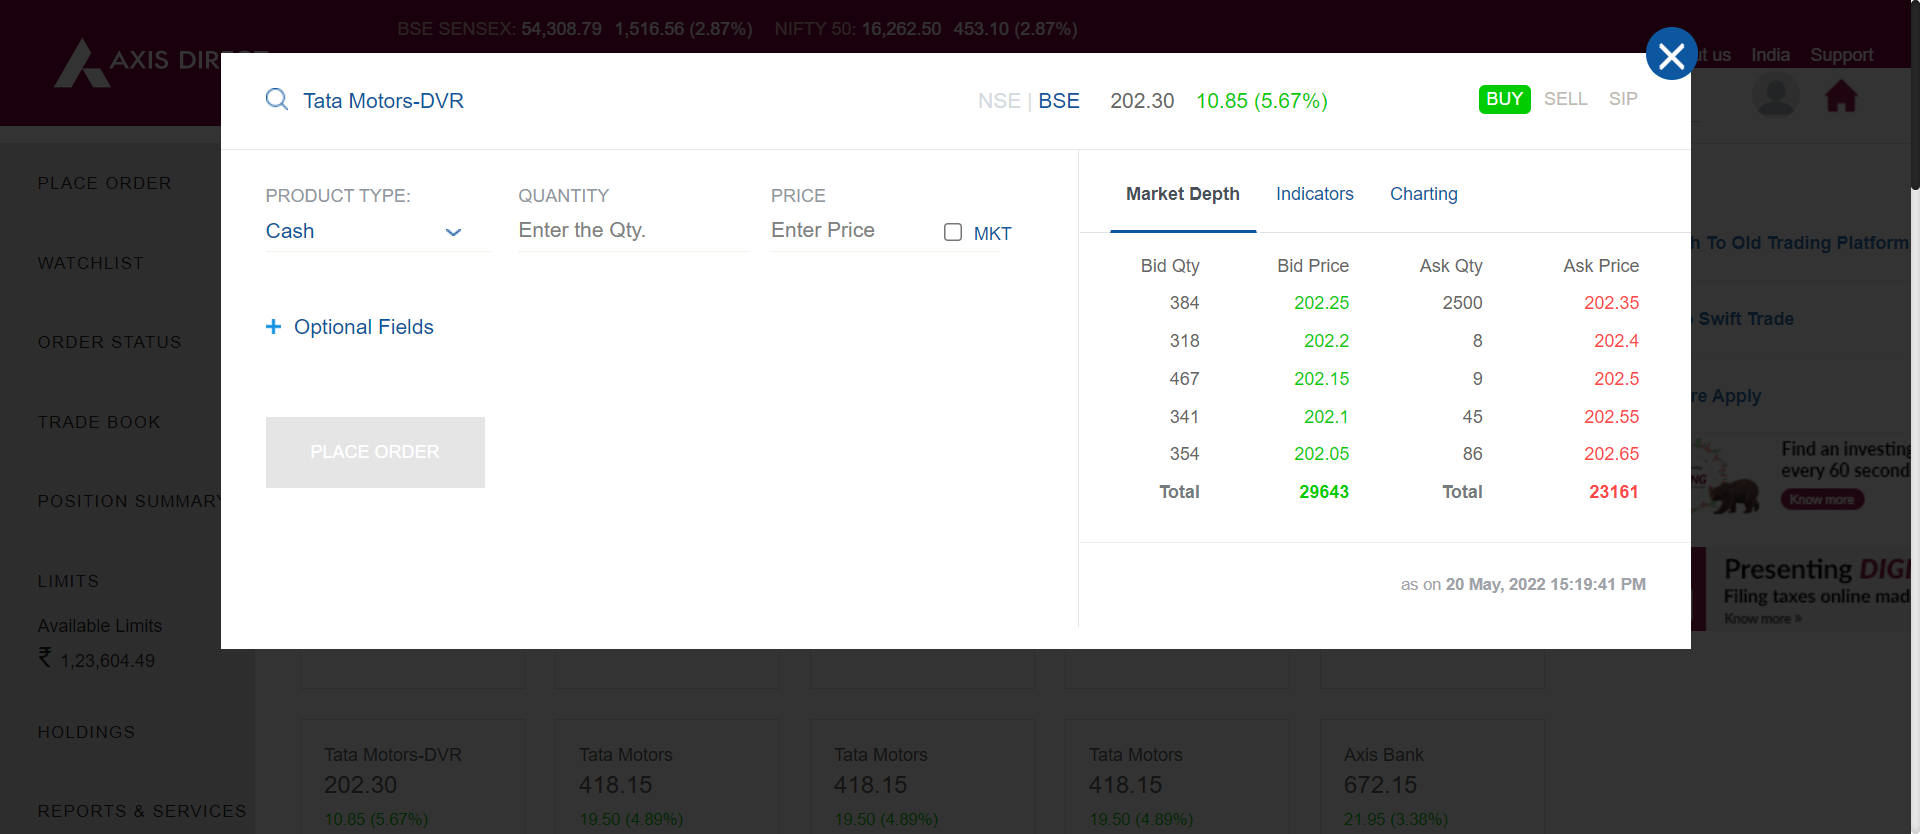 BSE SENSEX: 54,308.79 1,516.56 (2.87%) NIFTY 50: 16,262.50 453.10 (2.87%)
AXIS DIRECT
us India Support
Tata Motors-DVR
NSE | BSE 202.30 10.85 (5.67%)
BUY SELL SIP
PLACE ORDER
WATCHLIST
ORDER STATUS
TRADE BOOK
POSITION SUMMARY
LIMITS
Available Limits
₹ 1,23,604.49
HOLDINGS
REPORTS & SERVICES
PRODUCT TYPE: QUANTITY PRICE
Cash Enter the Qty. Enter Price MKT
+ Optional Fields
PLACE ORDER
Market Depth Indicators Charting
Bid Qty Bid Price Ask Qty Ask Price
384 202.25 2500 202.35
318 202.2 8 202.4
467 202.15 9 202.5
341 202.1 45 202.55
354 202.05 86 202.65
Total 29643 Total 23161
as on 20 May, 2022 15:19:41 PM
To Old Trading Platform
Swift Trade
Apply
Find an investing
every 60 second
Know more
Presenting DIGI
Filing taxes online mad
Know more »
Tata Motors-DVR
202.30
10.85 (5.67%)
Tata Motors
418.15
19.50 (4.89%)
Tata Motors
418.15
19.50 (4.89%)
Tata Motors
418.15
19.50 (4.89%)
Axis Bank
672.15
21.95 (3.38%)